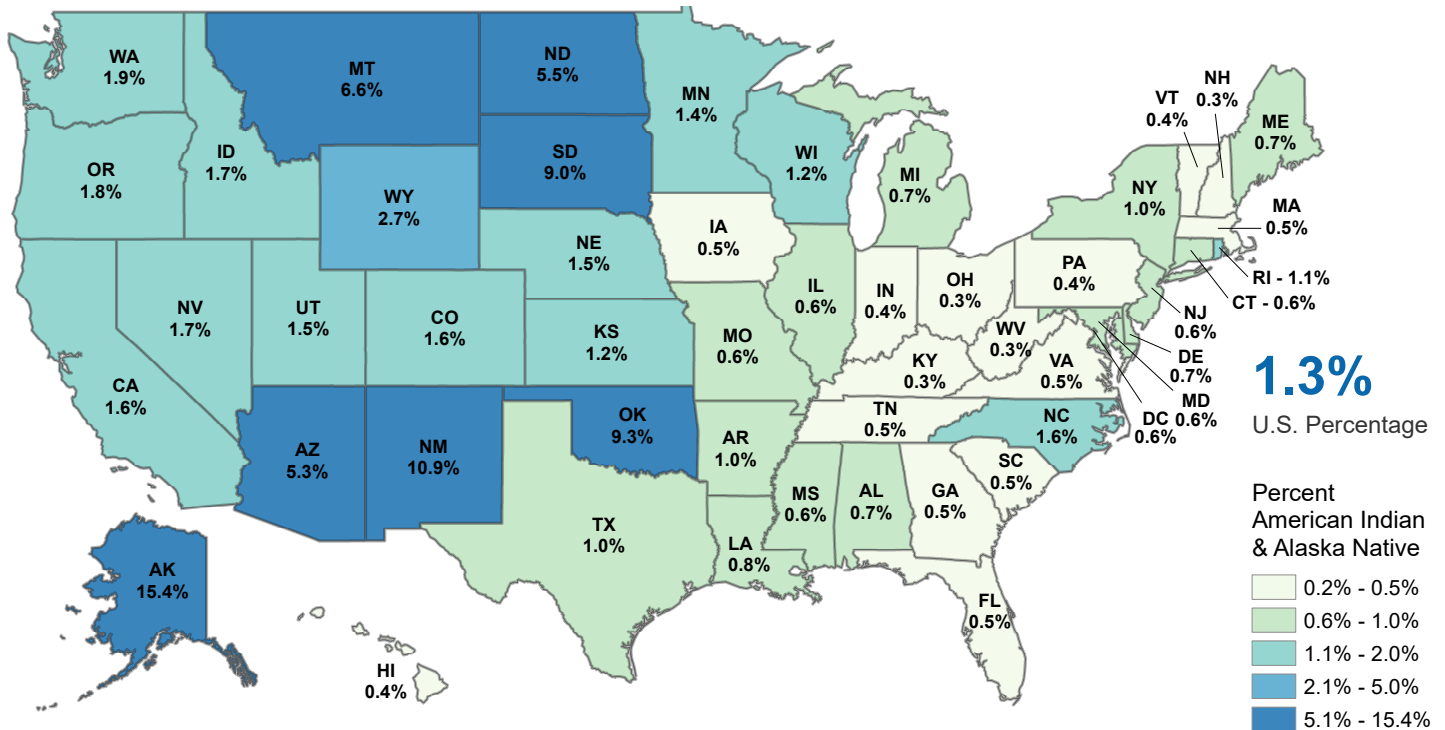 WA
1.9%
MT
6.6%
ND
5.5%
MN
1.4%
VT
0.4%
NH
0.3%
ME
0.7%
OR
1.8%
ID
1.7%
WY
2.7%
SD
9.0%
WI
1.2%
MI
0.7%
NY
1.0%
MA
0.5%
RI - 1.1%
CT - 0.6%
NV
1.7%
UT
1.5%
CO
1.6%
NE
1.5%
IA
0.5%
IL
0.6%
IN
0.4%
OH
0.3%
PA
0.4%
NJ
0.6%
DE
0.7%
MD
0.6%
DC
0.6%
CA
1.6%
KS
1.2%
MO
0.6%
KY
0.3%
WV
0.3%
VA
0.5%
AZ
5.3%
NM
10.9%
OK
9.3%
AR
1.0%
TN
0.5%
NC
1.6%
SC
0.5%
TX
1.0%
LA
0.8%
MS
0.6%
AL
0.7%
GA
0.5%
FL
0.5%
AK
15.4%
HI
0.4%
1.3%
U.S. Percentage
Percent
American Indian
& Alaska Native
0.2% - 0.5%
0.6% - 1.0%
1.1% - 2.0%
2.1% - 5.0%
5.1% - 15.4%